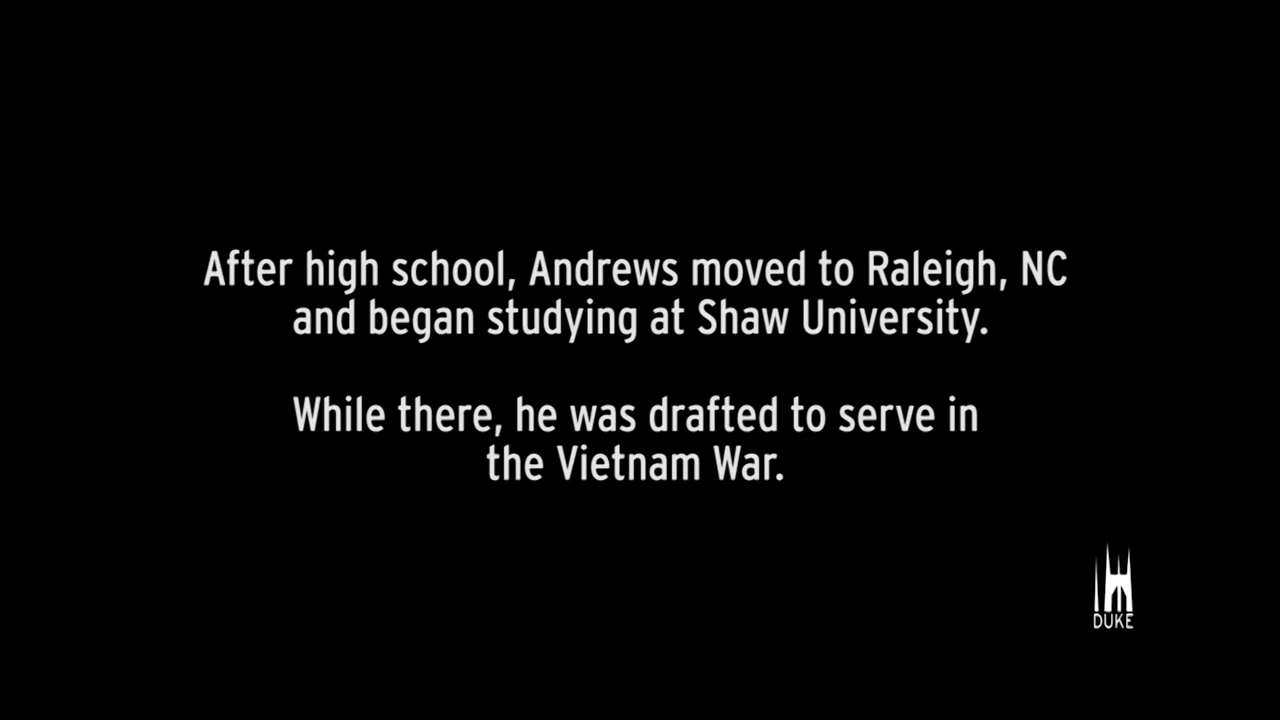 After high school, Andrews moved to Raleigh, NC
and began studying at Shaw University.
While there, he was drafted to serve in
the Vietnam War.
DUKE